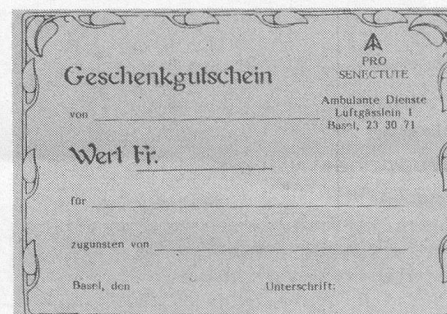 PRO
SENECTUTE
Geschenkgutschein
Ambulante Dienste
Luftgässlein 1
Basel, 23 30 71
von
Wert Fr.
für
zugunsten von
Basel, den Unterschrift: